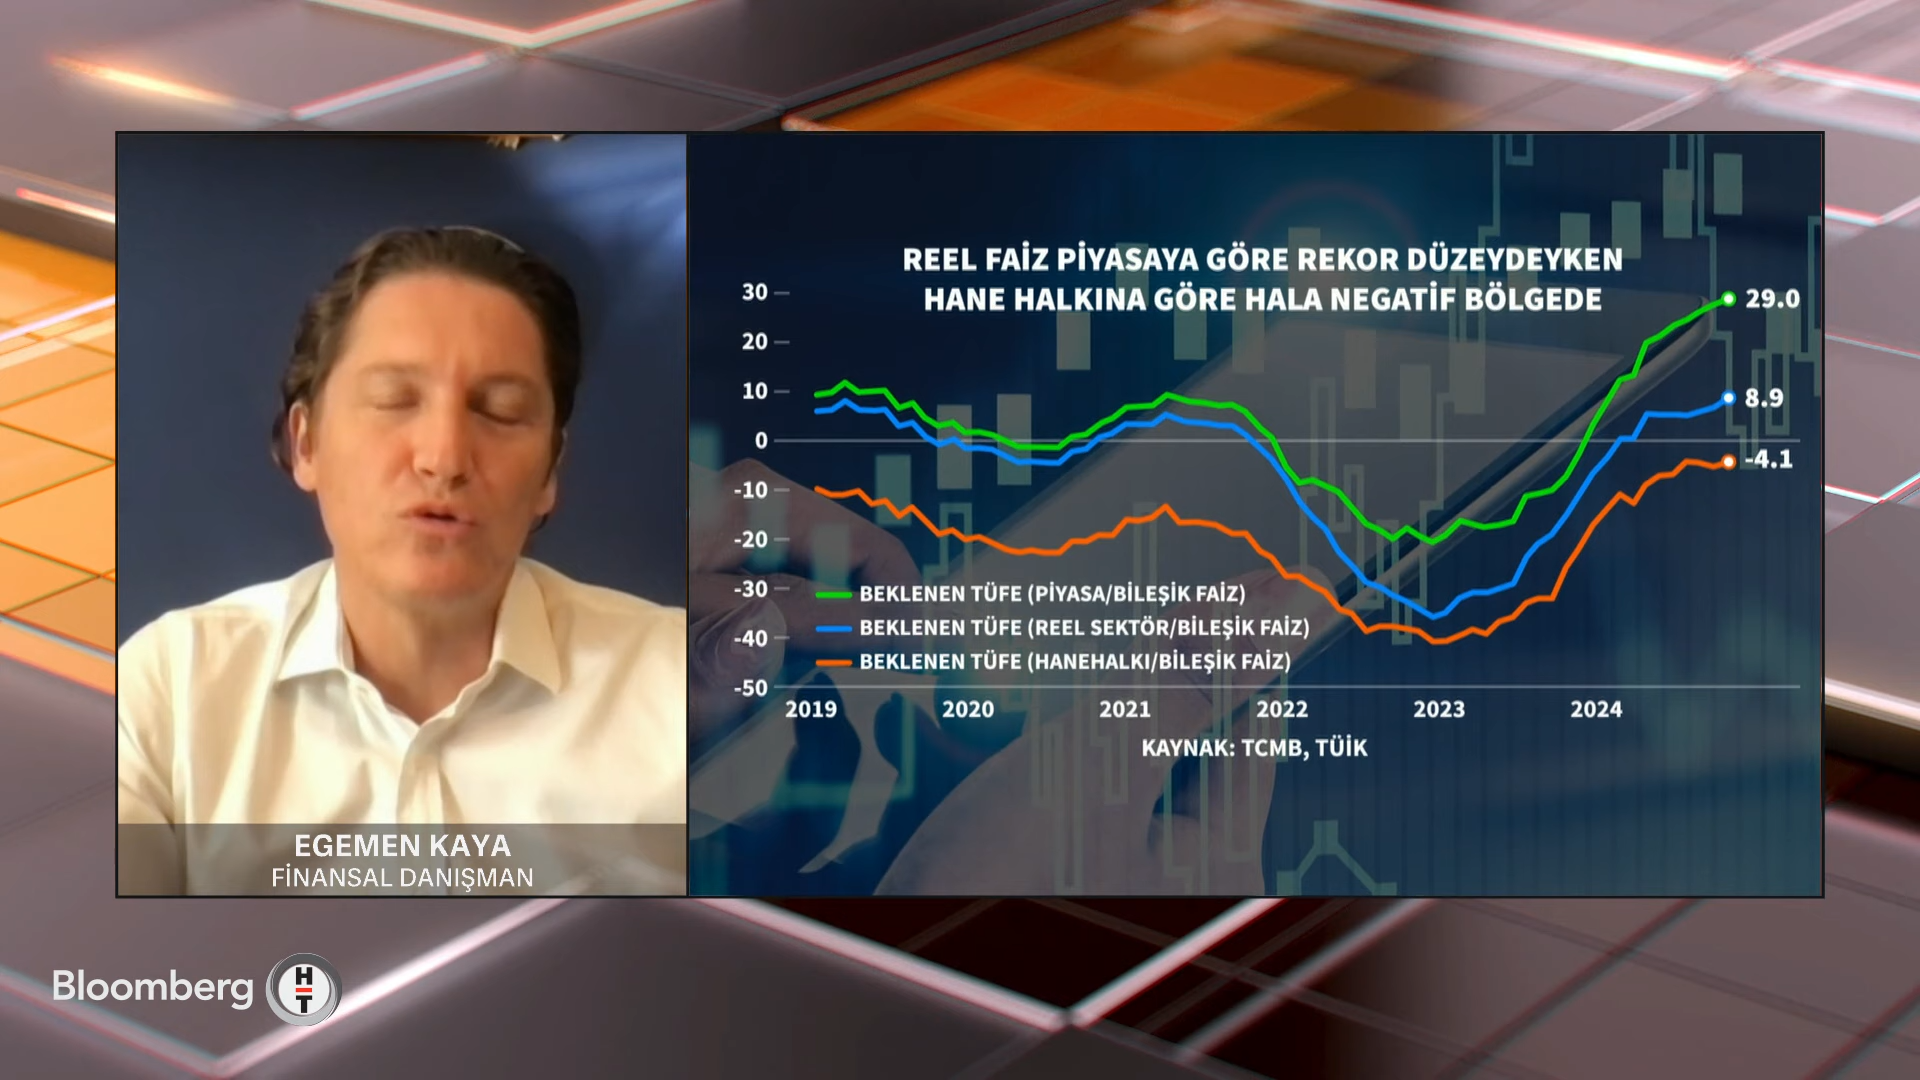 REEL FAİZ PİYASAYA GÖRE REKOR DÜZEYDEYKEN
HANE HALKINA GÖRE HALA NEGATİF BÖLGEDE
30
20
10
0
-10
-20
-30
-40
-50
29.0
8.9
-4.1
BEKLENEN TÜFE (PİYASA/BİLEŞİK FAİZ)
BEKLENEN TÜFE (REEL SEKTÖR/BİLEŞİK FAİZ)
BEKLENEN TÜFE (HANEHALKI/BİLEŞİK FAİZ)
2019 2020 2021 2022 2023 2024
KAYNAK: TCMB, TÜİK
EGEMEN KAYA
FİNANSAL DANIŞMAN
Bloomberg HT